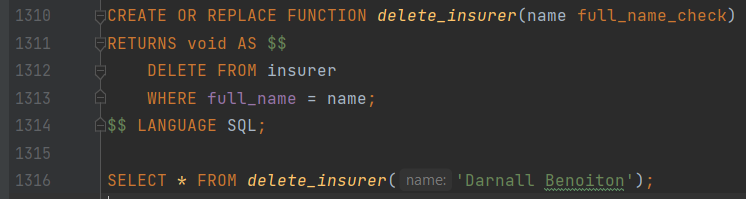 1310 CREATE OR REPLACE FUNCTION delete_insurer(name full_name_check)
1311 RETURNS void AS $$
1312     DELETE FROM insurer
1313     WHERE full_name = name;
1314 $$ LANGUAGE SQL;
1315
1316 SELECT * FROM delete_insurer( name: 'Darnall Benoiton');